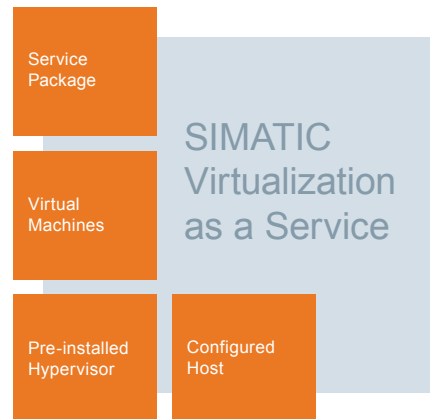 Service
Package
SIMATIC
Virtualization
as a Service
Virtual
Machines
Pre-installed
Hypervisor
Configured
Host